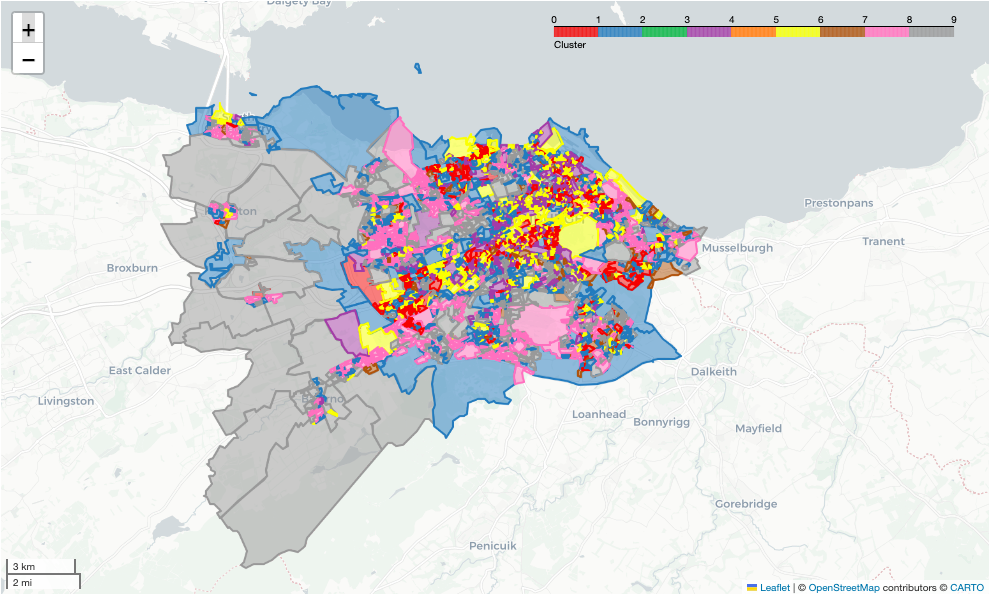 Dalgety Bay
+
−
0 1 2 3 4 5 6 7 8 9
Cluster
Prestonpans
Musselburgh
Tranent
Broxburn
East Calder
Livingston
Dalkeith
Loanhead
Bonnyrigg
Mayfield
Gorebridge
Penicuik
3 km
2 mi
Leaflet | © OpenStreetMap contributors © CARTO